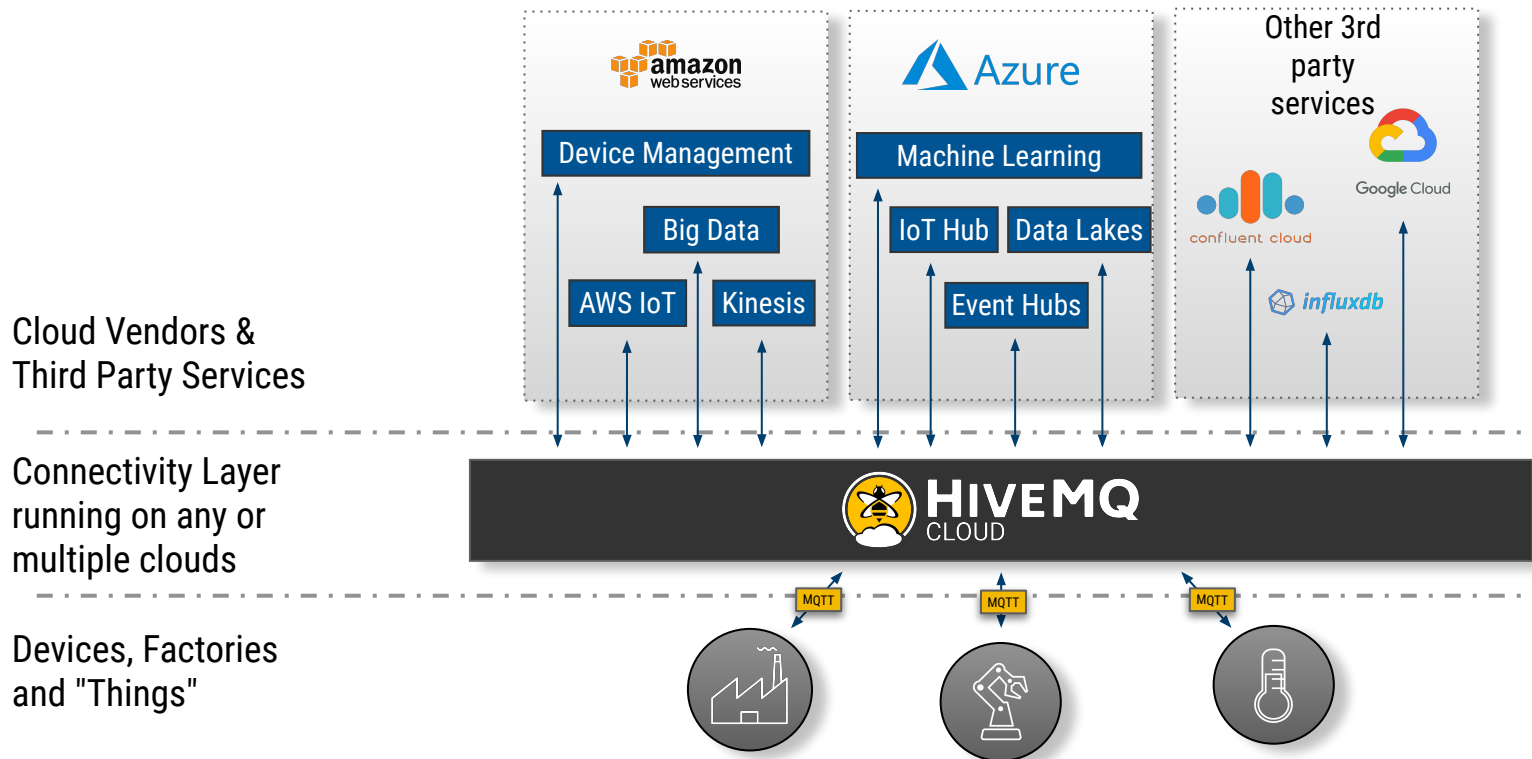 amazon
web services
Azure
Other 3rd
party
services
Device Management
Machine Learning
Google Cloud
Big Data
IoT Hub
Data Lakes
confluent cloud
AWS IoT
Kinesis
Event Hubs
influxdb
Cloud Vendors &
Third Party Services
Connectivity Layer
running on any or
multiple clouds
HIVEMQ
CLOUD
MQTT
MQTT
MQTT
Devices, Factories
and "Things"